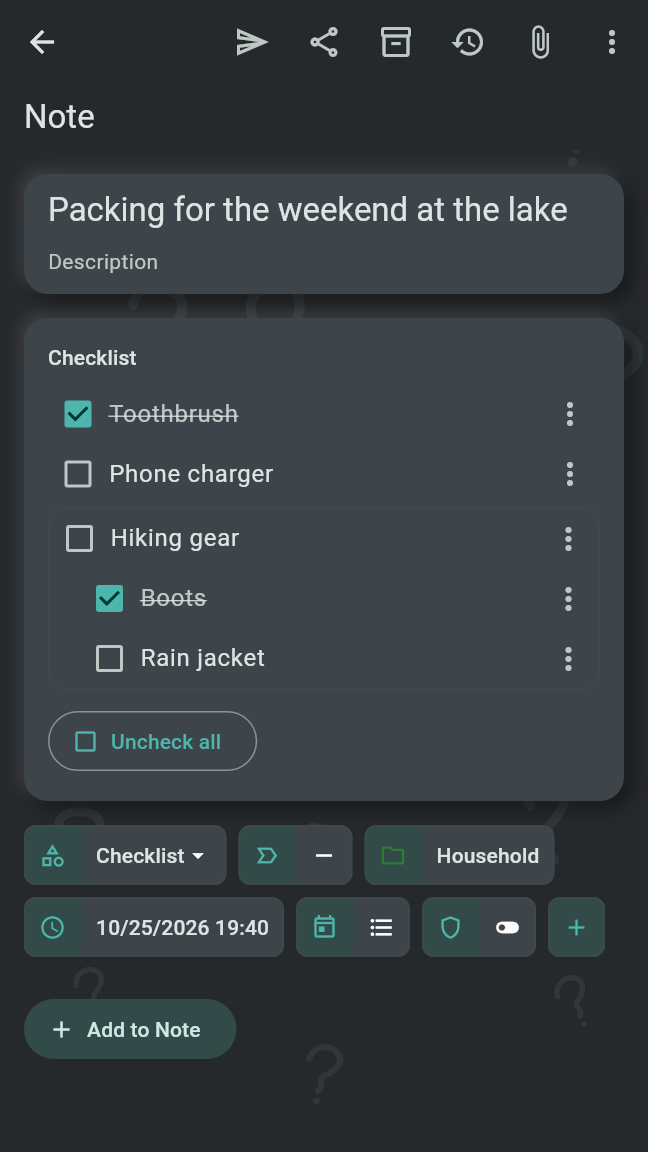 Note
Packing for the weekend at the lake
Description
Checklist
Toothbrush
Phone charger
Hiking gear
Boots
Rain jacket
Uncheck all
Checklist
Household
10/25/2026 19:40
Add to Note